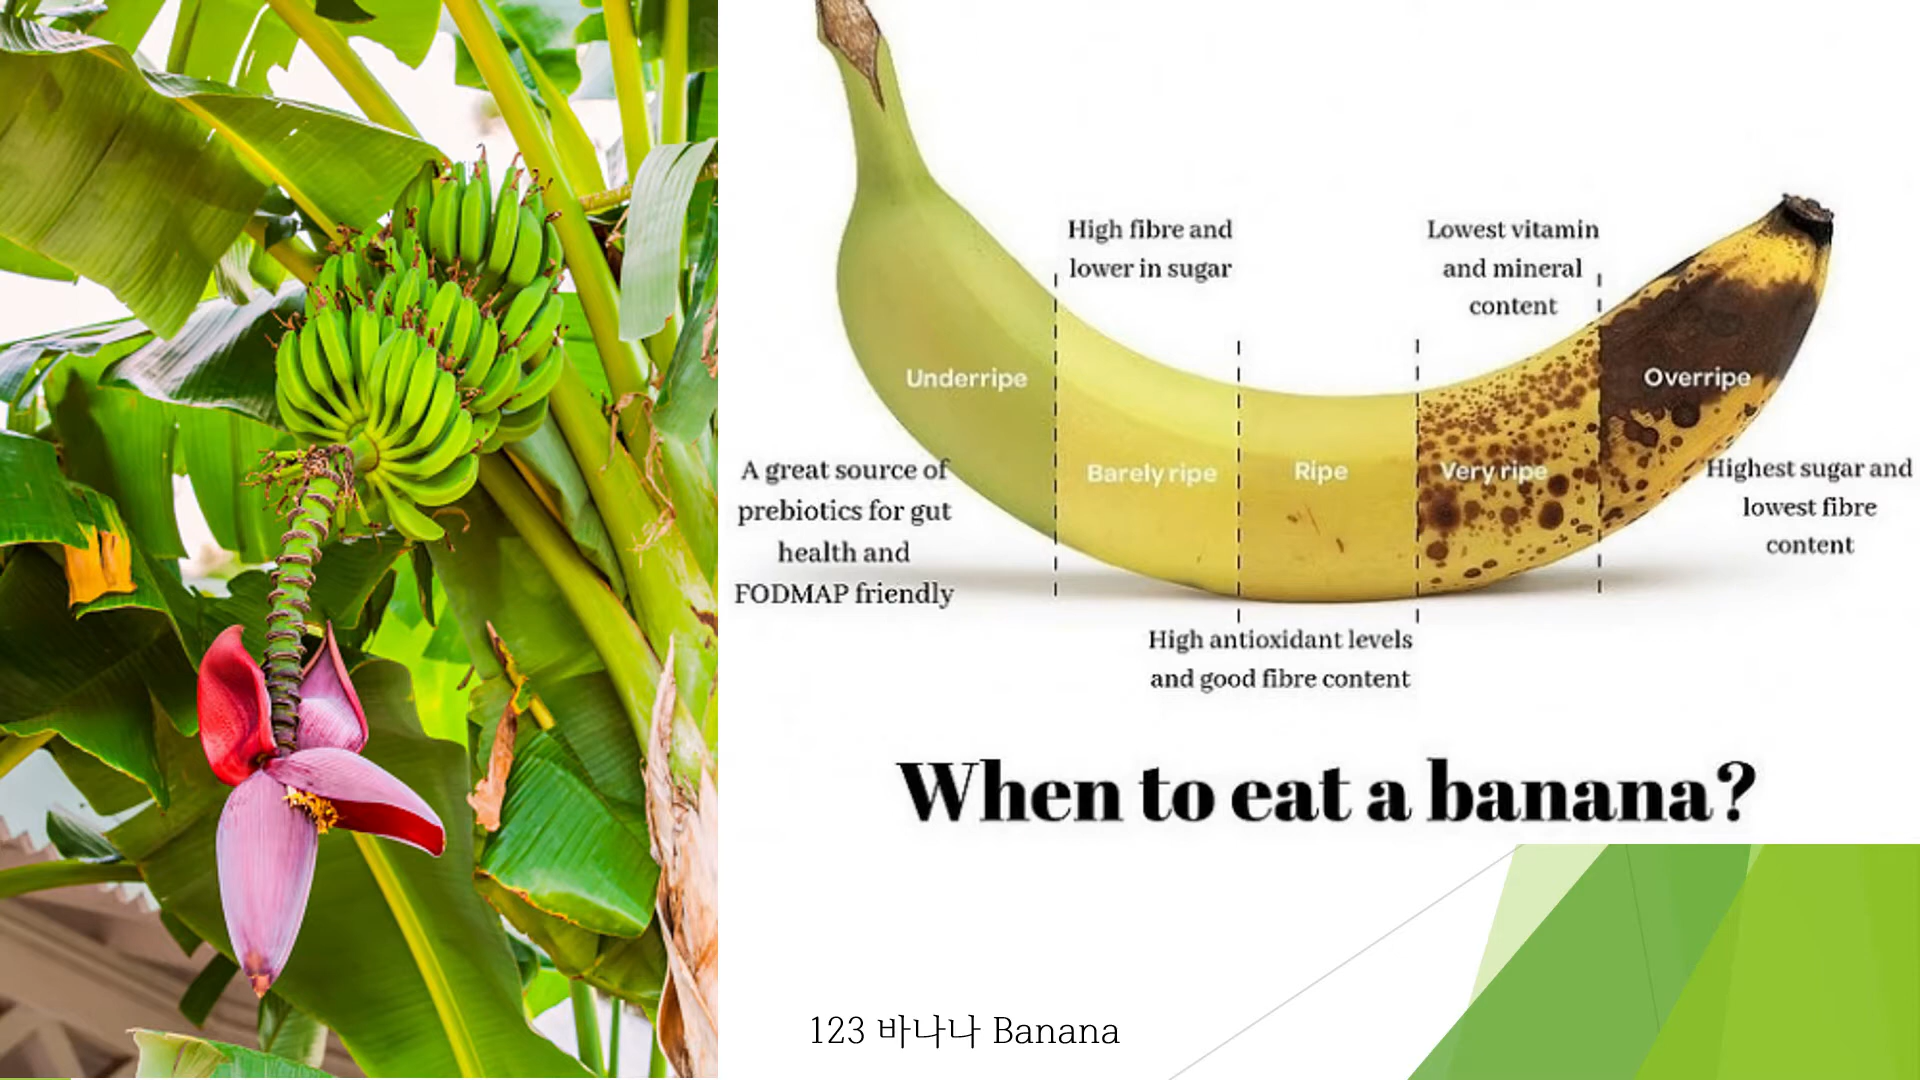 High fibre and
lower in sugar
Lowest vitamin
and mineral
content
Underripe
Overripe
Barely ripe
Ripe
Very ripe
A great source of
prebiotics for gut
health and
FODMAP friendly
Highest sugar and
lowest fibre
content
High antioxidant levels
and good fibre content
When to eat a banana?
123 바나나 Banana